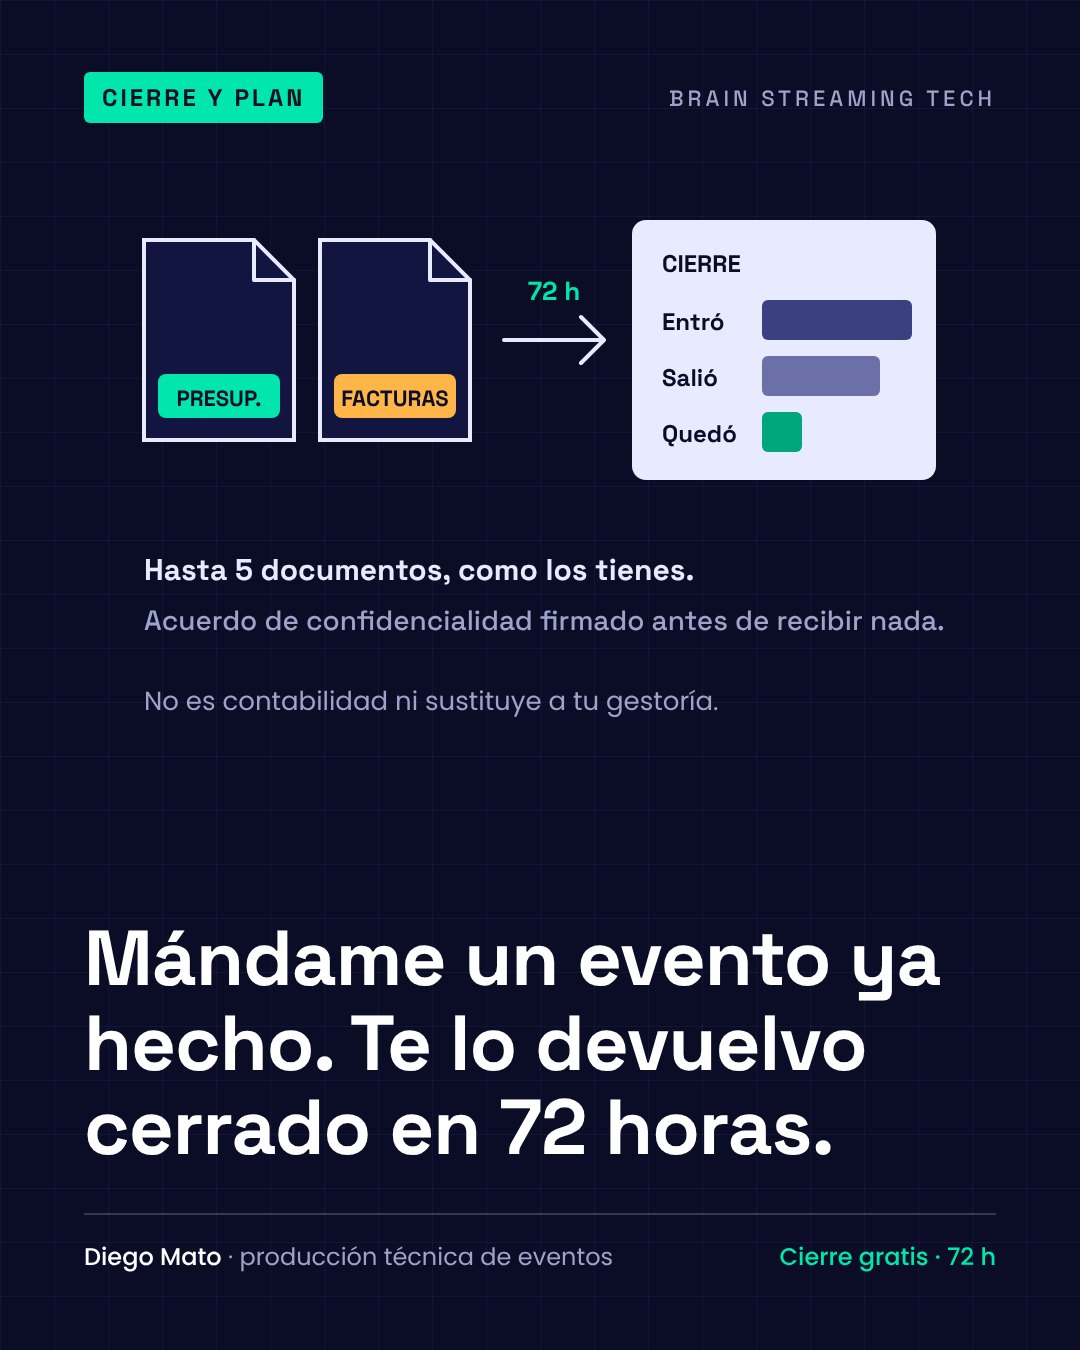 CIERRE Y PLAN
BRAIN STREAMING TECH
PRESUP.
FACTURAS
72 h
CIERRE
Entró
Salió
Quedó
Hasta 5 documentos, como los tienes.
Acuerdo de confidencialidad firmado antes de recibir nada.
No es contabilidad ni sustituye a tu gestoría.
Mándame un evento ya
hecho. Te lo devuelvo
cerrado en 72 horas.
Diego Mato · producción técnica de eventos
Cierre gratis · 72 h